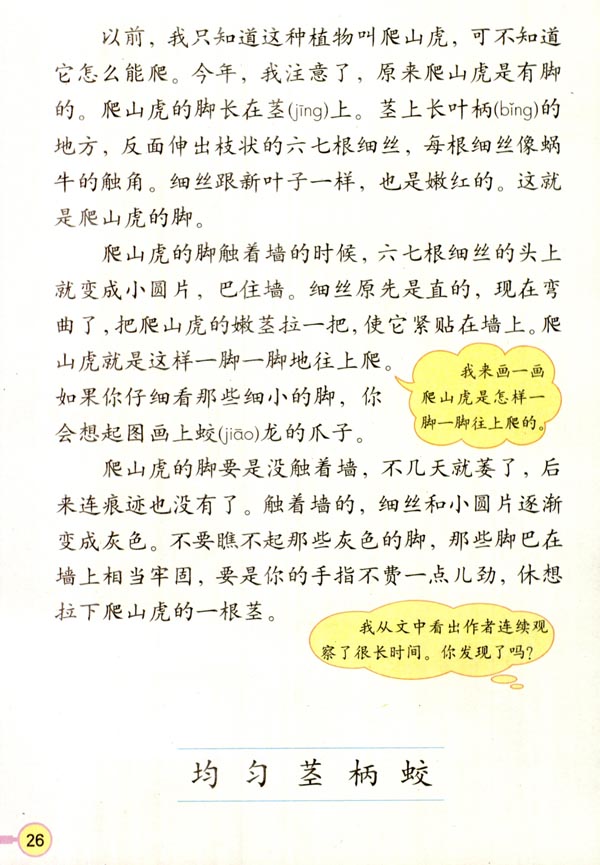 以前，我只知道这种植物叫爬山虎，可不知道
它怎么能爬。今年，我注意了，原来爬山虎是有脚
的。爬山虎的脚长在茎(jīng)上。茎上长叶柄(bǐng)的
地方，反面伸出枝状的六七根细丝，每根细丝像蜗
牛的触角。细丝跟新叶子一样，也是嫩红的。这就
是爬山虎的脚。
爬山虎的脚触着墙的时候，六七根细丝的头上
就变成小圆片，巴住墙。细丝原先是直的，现在弯
曲了，把爬山虎的嫩茎拉一把，使它紧贴在墙上。爬
山虎就是这样一脚一脚地往上爬。
如果你仔细看那些细小的脚，你
会想起图画上蛟(jiāo)龙的爪子。
我来画一画
爬山虎是怎样一
脚一脚往上爬的。
爬山虎的脚要是没触着墙，不几天就萎了，后
来连痕迹也没有了。触着墙的，细丝和小圆片逐渐
变成灰色。不要瞧不起那些灰色的脚，那些脚巴在
墙上相当牢固，要是你的手指不费一点儿劲，休想
拉下爬山虎的一根茎。
我从文中看出作者连续观
察了很长时间。你发现了吗？
均匀茎柄蛟
26